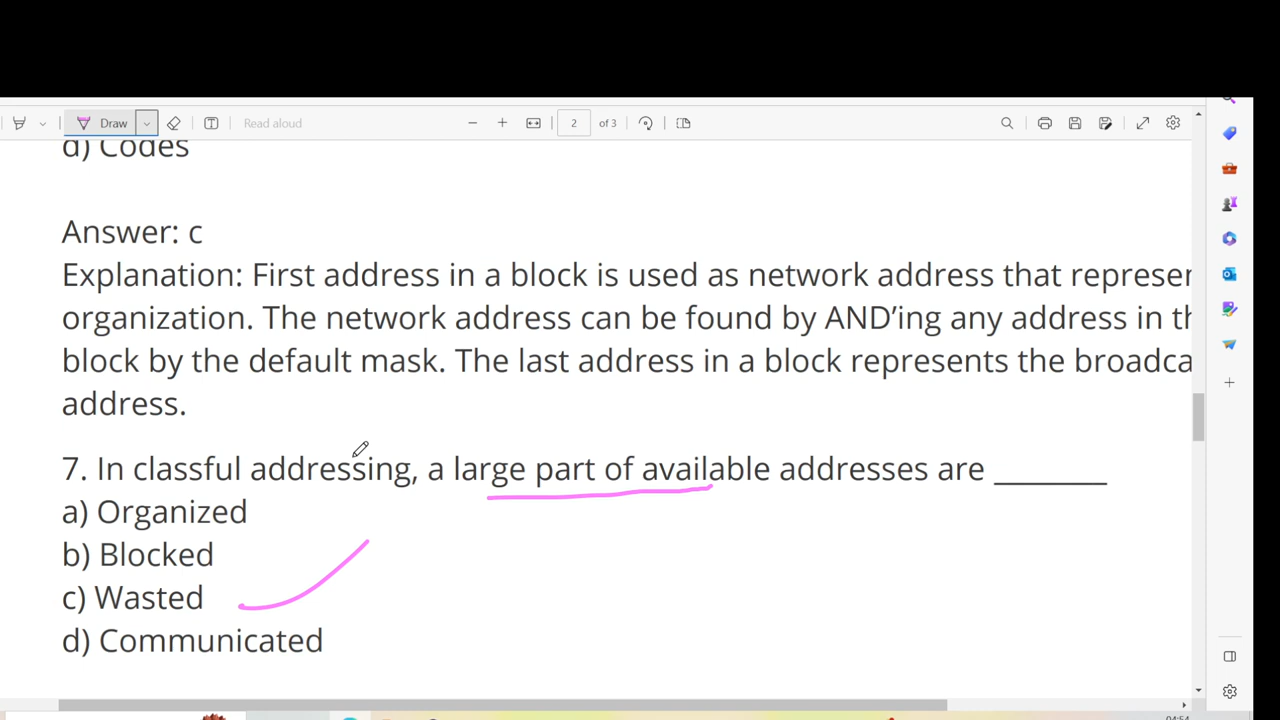 Draw
Read aloud
2
of 3
d) Codes
Answer: c
Explanation: First address in a block is used as network address that represen
organization. The network address can be found by AND’ing any address in th
block by the default mask. The last address in a block represents the broadca
address.
7. In classful addressing, a large part of available addresses are ________
a) Organized
b) Blocked
c) Wasted
d) Communicated